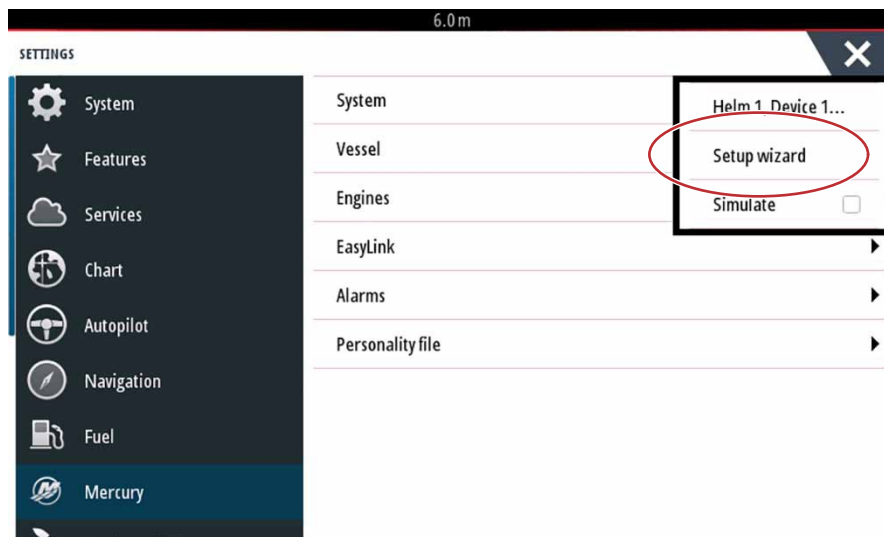 6.0 m
SETTINGS
System
Features
Services
Chart
Autopilot
Navigation
Fuel
Mercury
System
Vessel
Engines
EasyLink
Alarms
Personality file
Helm 1, Device 1...
Setup wizard
Simulate